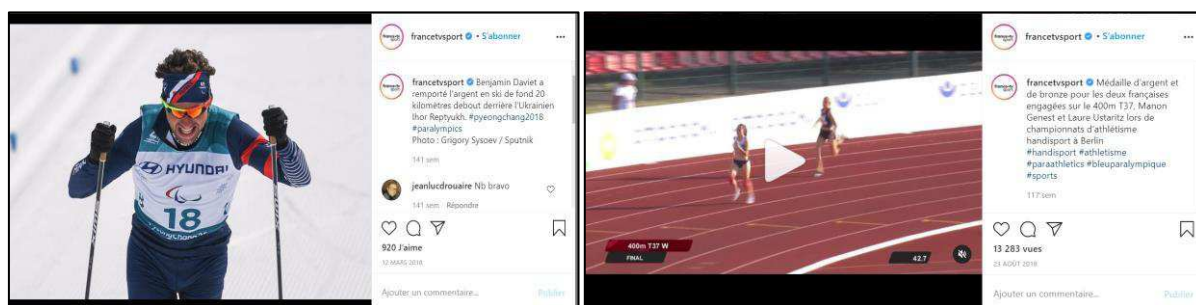 HYUNDAI
18
PyeongChang 2018
francetvsport • S'abonner
francetvsport Benjamin Daviet a
remporté l'argent en ski de fond 20
kilomètres debout derrière l'Ukrainien
Ihor Reptyukh. #pyeongchang2018
#paralympics
Photo : Grigory Sysoev / Sputnik
141 sem
jeanlucdrouaire Nb bravo
141 sem Répondre
920 J'aime
12 MARS 2018
Ajouter un commentaire... Publier
400m T37 W
FINAL
42.7
francetvsport • S'abonner
francetvsport Médaille d'argent et
de bronze pour les deux françaises
engagées sur le 400m T37, Manon
Genest et Laure Ustaritz lors de
championnats d'athlétisme
handisport à Berlin
#handisport #athletisme
#paraathletics #bleuparalympique
#sports
117 sem
13 283 vues
23 AOÛT 2018
Ajouter un commentaire... Publier